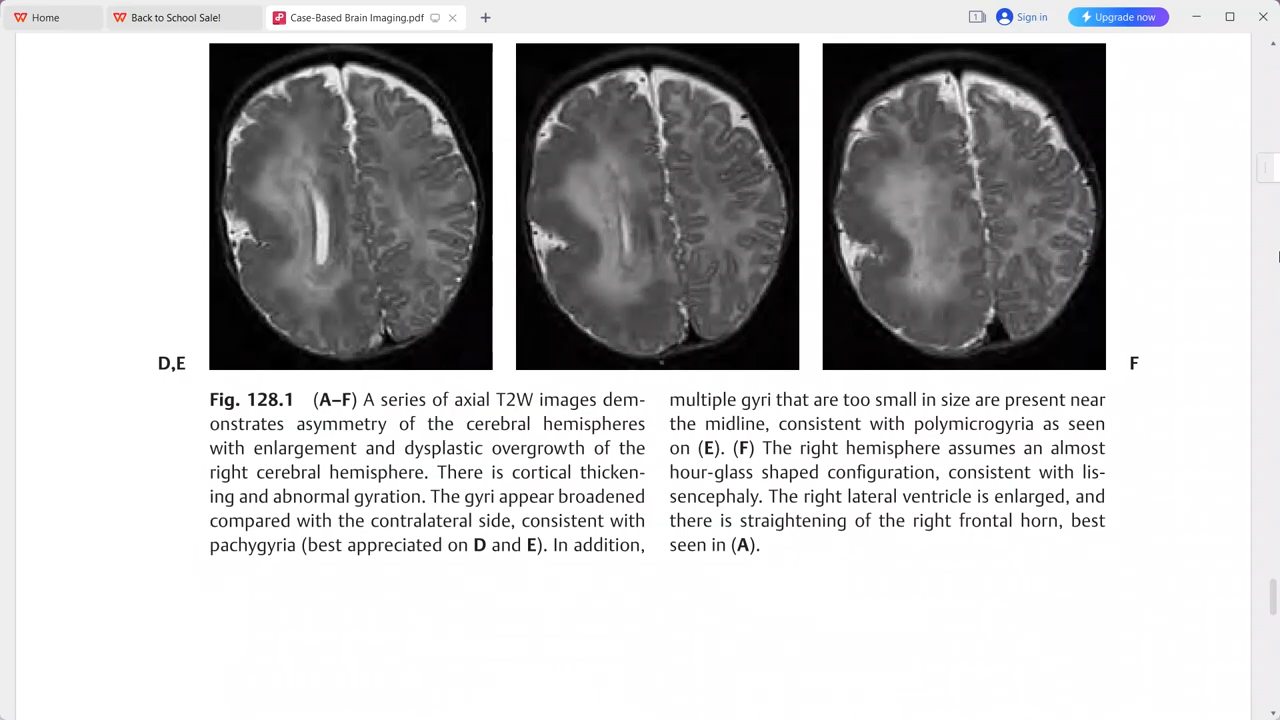 Home
Back to School Sale!
Case-Based Brain Imaging.pdf
1
Sign in
Upgrade now
D,E
F
Fig. 128.1 (A–F) A series of axial T2W images dem-
onstrates asymmetry of the cerebral hemispheres
with enlargement and dysplastic overgrowth of the
right cerebral hemisphere. There is cortical thicken-
ing and abnormal gyration. The gyri appear broadened
compared with the contralateral side, consistent with
pachygyria (best appreciated on D and E). In addition,
multiple gyri that are too small in size are present near
the midline, consistent with polymicrogyria as seen
on (E). (F) The right hemisphere assumes an almost
hour-glass shaped configuration, consistent with lis-
sencephaly. The right lateral ventricle is enlarged, and
there is straightening of the right frontal horn, best
seen in (A).